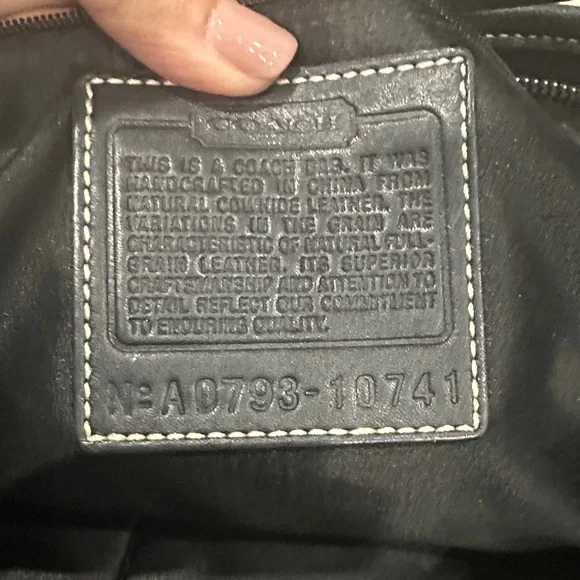 COACH
THIS IS A COACH BAG. IT WAS
HANDCRAFTED IN CHINA FROM
NATURAL COWHIDE LEATHER. THE
VARIATIONS IN THE GRAIN ARE
CHARACTERISTIC OF NATURAL FULL-
GRAIN LEATHER. ITS SUPERIOR
CRAFTSMANSHIP AND ATTENTION TO
DETAIL REFLECT OUR COMMITMENT
TO ENDURING QUALITY.
Nº A0793-10741